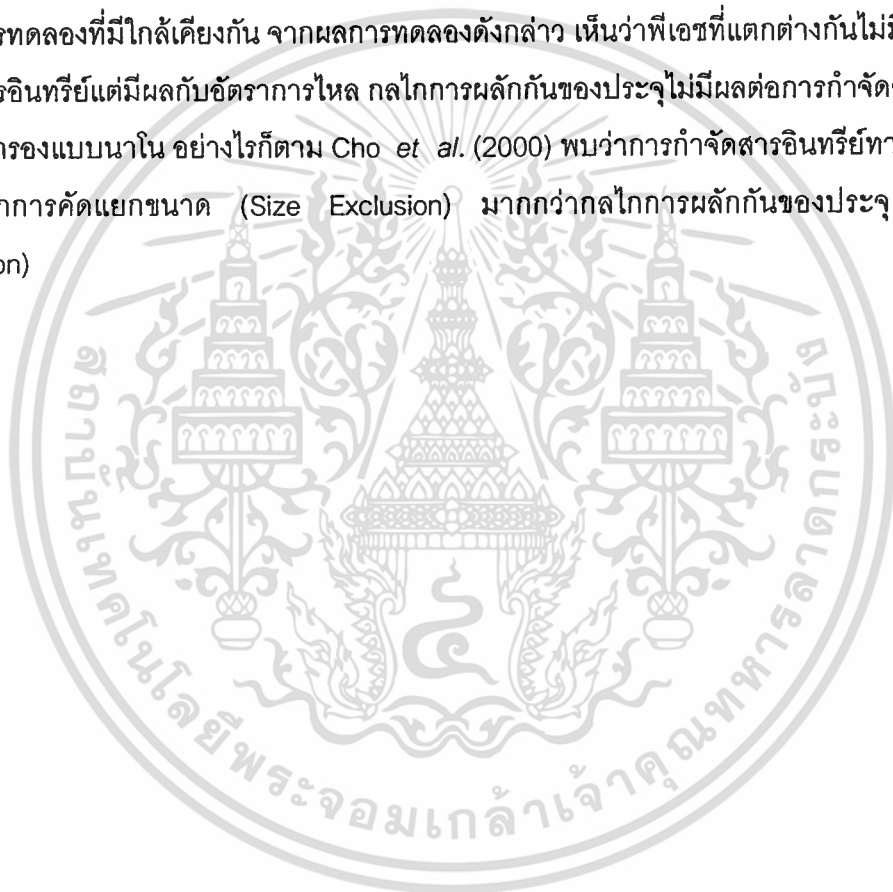 รทดลองที่มีใกล้เคียงกัน จากผลการทดลองดังกล่าว เห็นว่าพีเอชที่แตกต่างกันไม่มี
รอินทรีย์แต่มีผลกับอัตราการไหล กลไกการผลักกันของประจุไม่มีผลต่อการกำจัด
ารองแบบนาโน อย่างไรก็ตาม Cho et al. (2000) พบว่าการกำจัดสารอินทรีย์ทา
ากการคัดแยกขนาด (Size Exclusion) มากกว่ากลไกการผลักกันของประจุ
on)
สถาบันเทคโนโลยีพระจอมเกล้าเจ้าคุณทหารลาดกระบัง